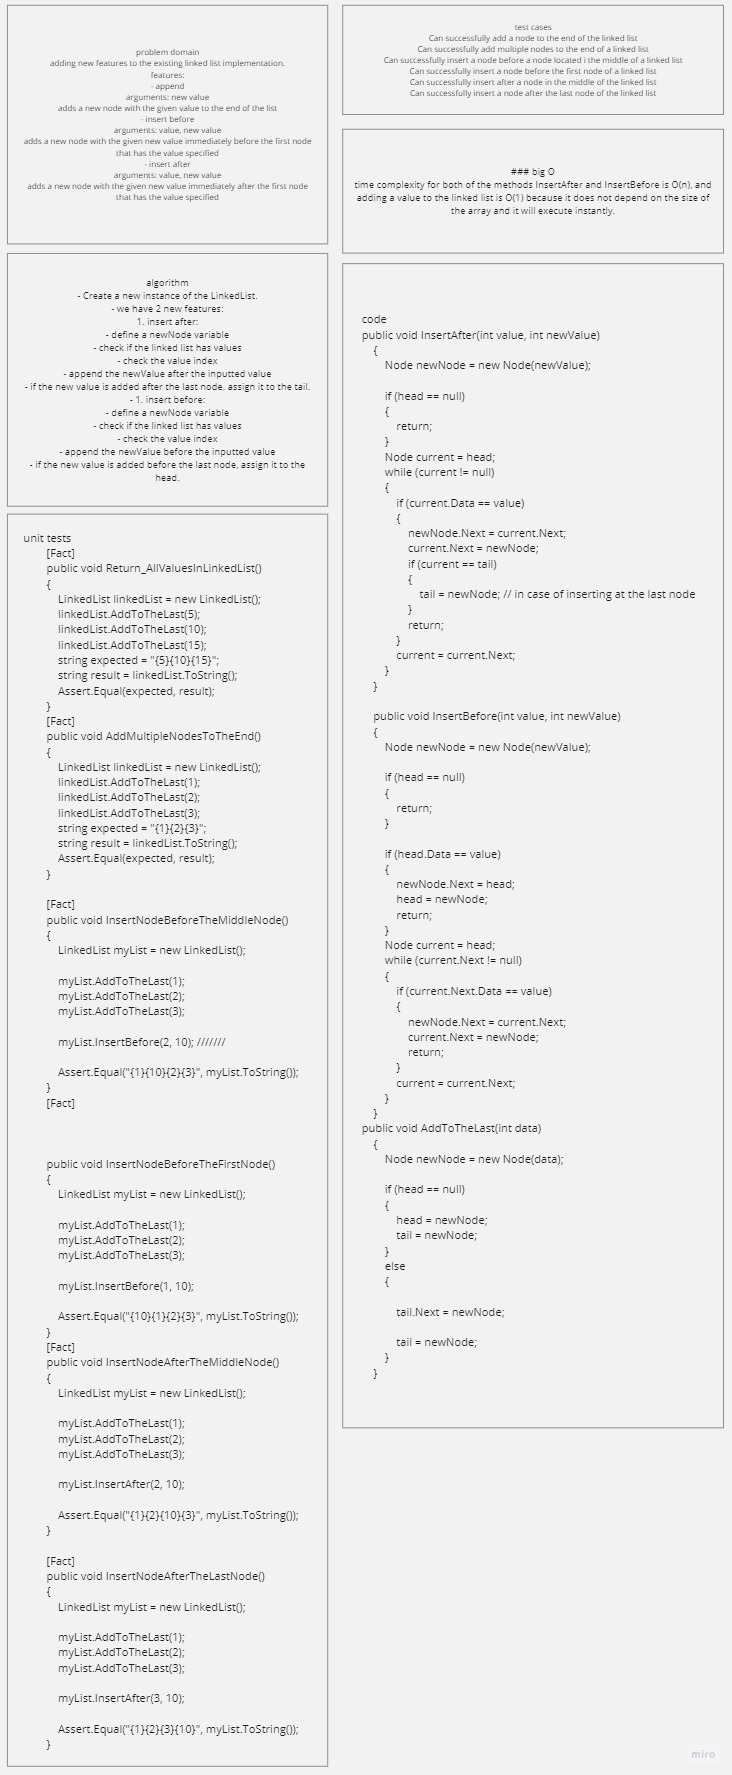 problem domain
adding new features to the existing linked list implementation.
features:
- append
arguments: new value
adds a new node with the given value to the end of the list
- insert before
arguments: value, new value
adds a new node with the given new value immediately before the first node
that has the value specified
- insert after
arguments: value, new value
adds a new node with the given new value immediately after the first node
that has the value specified
algorithm
- Create a new instance of the LinkedList.
- we have 2 new features:
1. insert after:
- define a newNode variable
- check if the linked list has values
- check the value index
- append the newValue after the inputted value
- if the new value is added after the last node, assign it to the tail.
- 1. insert before:
- define a newNode variable
- check if the linked list has values
- check the value index
- append the newValue before the inputted value
- if the new value is added before the last node, assign it to the
head.
unit tests
[Fact]
public void Return_AllValuesInLinkedList()
{
LinkedList linkedList = new LinkedList();
linkedList.AddToTheLast(5);
linkedList.AddToTheLast(10);
linkedList.AddToTheLast(15);
string expected = "{5}{10}{15}";
string result = linkedList.ToString();
Assert.Equal(expected, result);
}
[Fact]
public void AddMultipleNodesToTheEnd()
{
LinkedList linkedList = new LinkedList();
linkedList.AddToTheLast(1);
linkedList.AddToTheLast(2);
linkedList.AddToTheLast(3);
string expected = "{1}{2}{3}";
string result = linkedList.ToString();
Assert.Equal(expected, result);
}
[Fact]
public void InsertNodeBeforeTheMiddleNode()
{
LinkedList myList = new LinkedList();
myList.AddToTheLast(1);
myList.AddToTheLast(2);
myList.AddToTheLast(3);
myList.InsertBefore(2, 10); ///////
Assert.Equal("{1}{10}{2}{3}", myList.ToString());
}
[Fact]
public void InsertNodeBeforeTheFirstNode()
{
LinkedList myList = new LinkedList();
myList.AddToTheLast(1);
myList.AddToTheLast(2);
myList.AddToTheLast(3);
myList.InsertBefore(1, 10);
Assert.Equal("{10}{1}{2}{3}", myList.ToString());
}
[Fact]
public void InsertNodeAfterTheMiddleNode()
{
LinkedList myList = new LinkedList();
myList.AddToTheLast(1);
myList.AddToTheLast(2);
myList.AddToTheLast(3);
myList.InsertAfter(2, 10);
Assert.Equal("{1}{2}{10}{3}", myList.ToString());
}
[Fact]
public void InsertNodeAfterTheLastNode()
{
LinkedList myList = new LinkedList();
myList.AddToTheLast(1);
myList.AddToTheLast(2);
myList.AddToTheLast(3);
myList.InsertAfter(3, 10);
Assert.Equal("{1}{2}{3}{10}", myList.ToString());
}
test cases
Can successfully add a node to the end of the linked list
Can successfully add multiple nodes to the end of a linked list
Can successfully insert a node before a node located i the middle of a linked list
Can successfully insert a node before the first node of a linked list
Can successfully insert after a node in the middle of the linked list
Can successfully insert a node after the last node of the linked list
### big O
time complexity for both of the methods InsertAfter and InsertBefore is O(n), and
adding a value to the linked list is O(1) because it does not depend on the size of
the array and it will execute instantly.
code
public void InsertAfter(int value, int newValue)
{
Node newNode = new Node(newValue);
if (head == null)
{
return;
}
Node current = head;
while (current != null)
{
if (current.Data == value)
{
newNode.Next = current.Next;
current.Next = newNode;
if (current == tail)
{
tail = newNode; // in case of inserting at the last node
}
return;
}
current = current.Next;
}
}
public void InsertBefore(int value, int newValue)
{
Node newNode = new Node(newValue);
if (head == null)
{
return;
}
if (head.Data == value)
{
newNode.Next = head;
head = newNode;
return;
}
Node current = head;
while (current.Next != null)
{
if (current.Next.Data == value)
{
newNode.Next = current.Next;
current.Next = newNode;
return;
}
current = current.Next;
}
}
public void AddToTheLast(int data)
{
Node newNode = new Node(data);
if (head == null)
{
head = newNode;
tail = newNode;
}
else
{
tail.Next = newNode;
tail = newNode;
}
}
miro